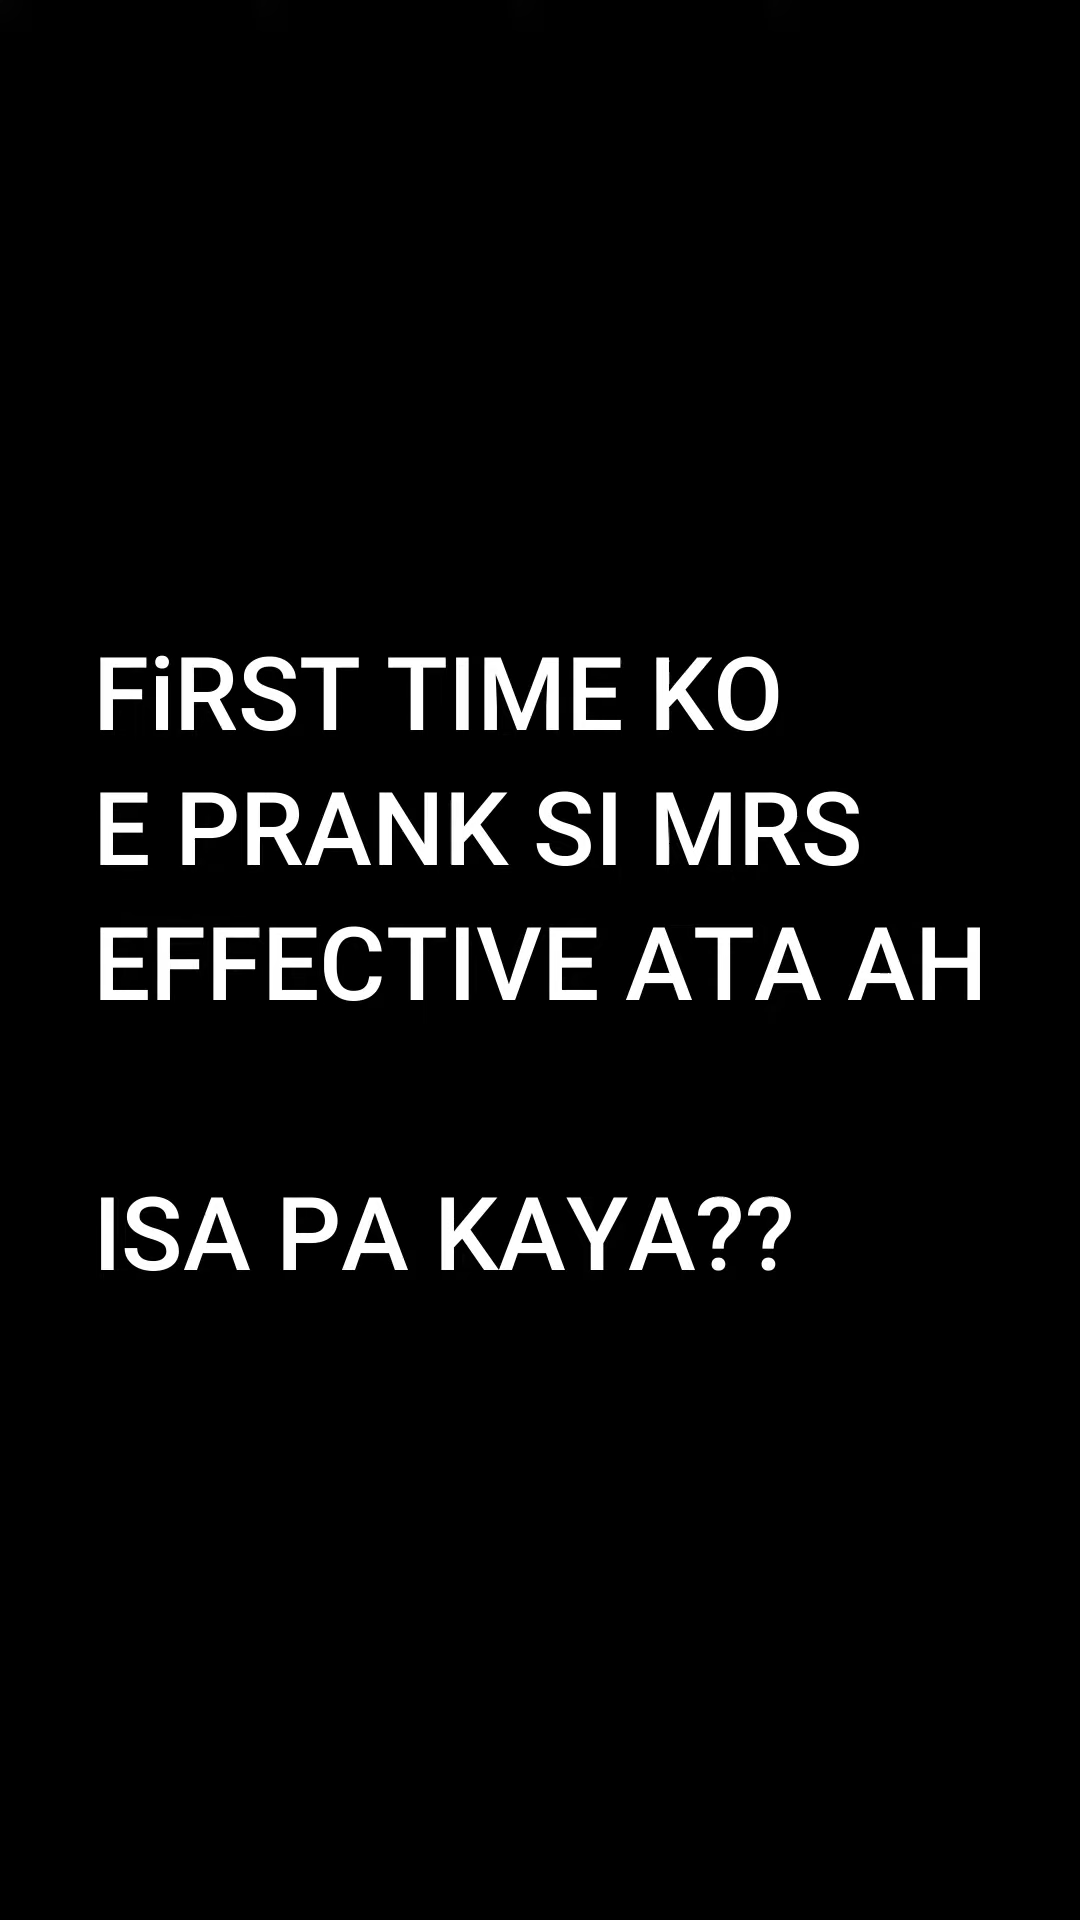 FiRST TIME KO
E PRANK SI MRS
EFFECTIVE ATA AH
ISA PA KAYA??